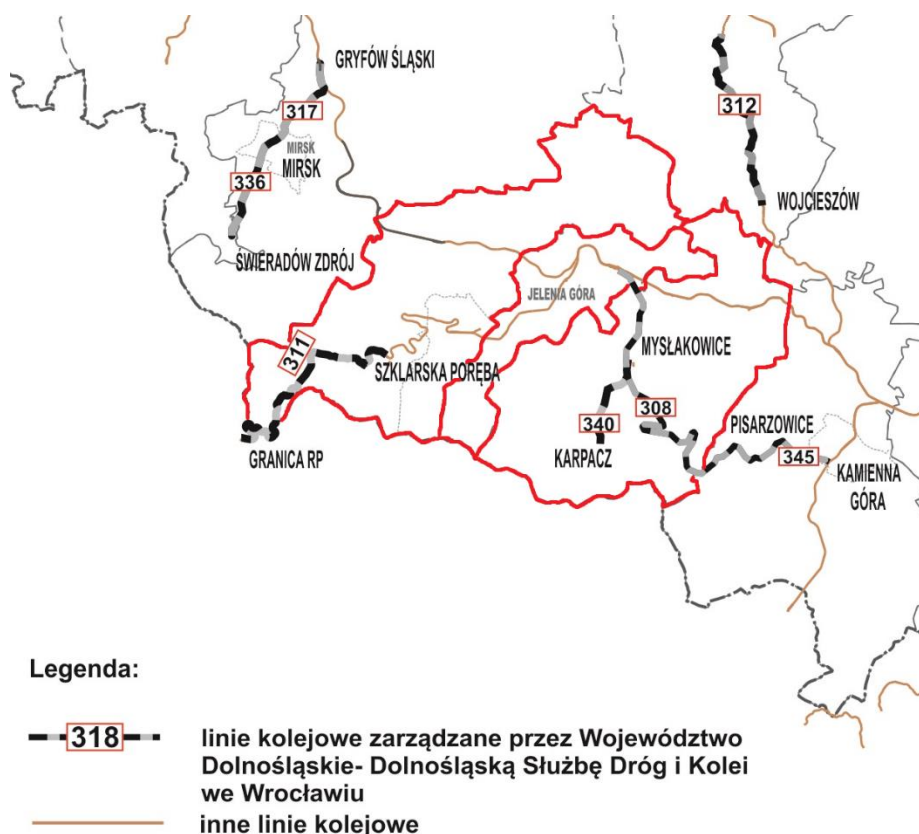 GRYFÓW ŚLĄSKI
317
312
MIRSK
MIRSK
336
WOJCIESZÓW
ŚWIERADÓW ZDRÓJ
JELENIA GÓRA
311
MYSŁAKOWICE
SZKLARSKA PORĘBA
308
340
PISARZOWICE
GRANICA RP
KARPACZ
345
KAMIENNA
GÓRA
Legenda:
318
linie kolejowe zarządzane przez Województwo
Dolnośląskie- Dolnośląską Służbę Dróg i Kolei
we Wrocławiu
inne linie kolejowe